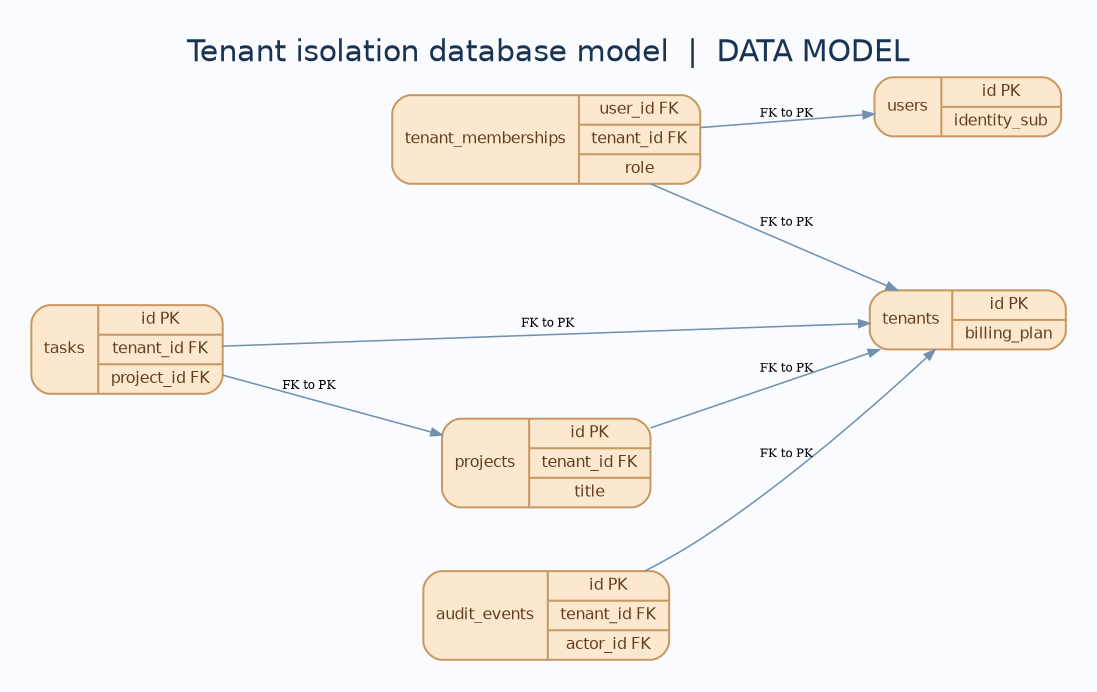 Tenant isolation database model | DATA MODEL
tenant_memberships
user_id FK
tenant_id FK
role
FK to PK
users
id PK
identity_sub
FK to PK
tasks
id PK
tenant_id FK
project_id FK
FK to PK
FK to PK
tenants
id PK
billing_plan
FK to PK
projects
id PK
tenant_id FK
title
FK to PK
audit_events
id PK
tenant_id FK
actor_id FK